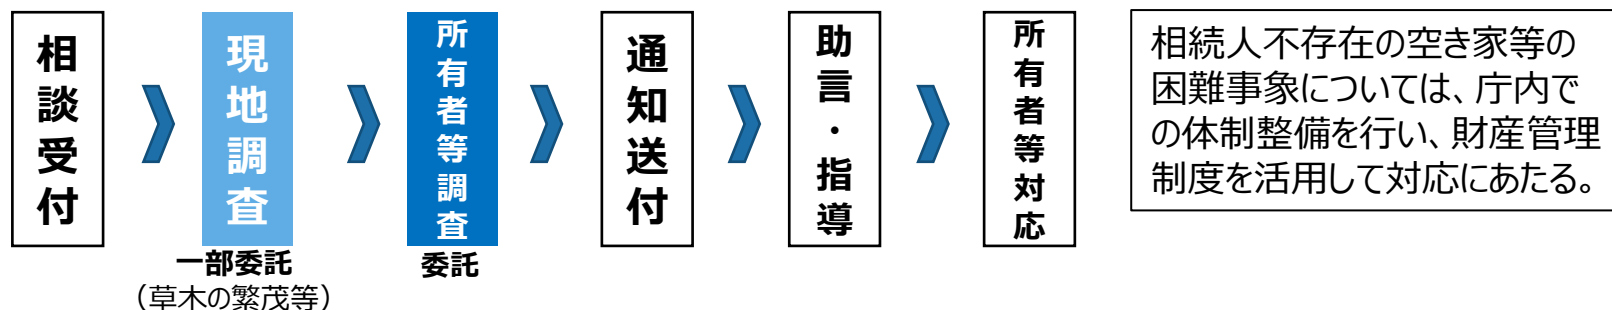 相談受付
現地調査
所有者等調査
通知送付
助言・指導
所有者等対応
一部委託
（草木の繁茂等）
委託
相続人不存在の空き家等の
困難事象については、庁内で
の体制整備を行い、財産管理
制度を活用して対応にあたる。